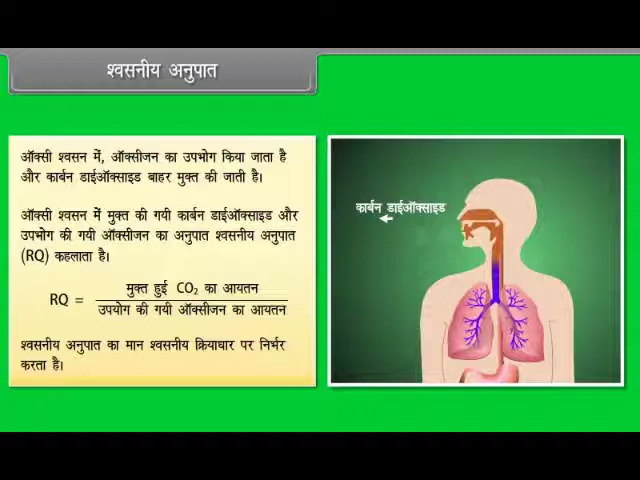 श्वसनीय अनुपात
ऑक्सी श्वसन में, ऑक्सीजन का उपभोग किया जाता है
और कार्बन डाईऑक्साइड बाहर मुक्त की जाती है।
ऑक्सी श्वसन में मुक्त की गयी कार्बन डाईऑक्साइड और
उपभोग की गयी ऑक्सीजन का अनुपात श्वसनीय अनुपात
(RQ) कहलाता है।
RQ = मुक्त हुई CO₂ का आयतन
उपयोग की गयी ऑक्सीजन का आयतन
श्वसनीय अनुपात का मान श्वसनीय क्रियाधार पर निर्भर
करता है।
कार्बन डाईऑक्साइड